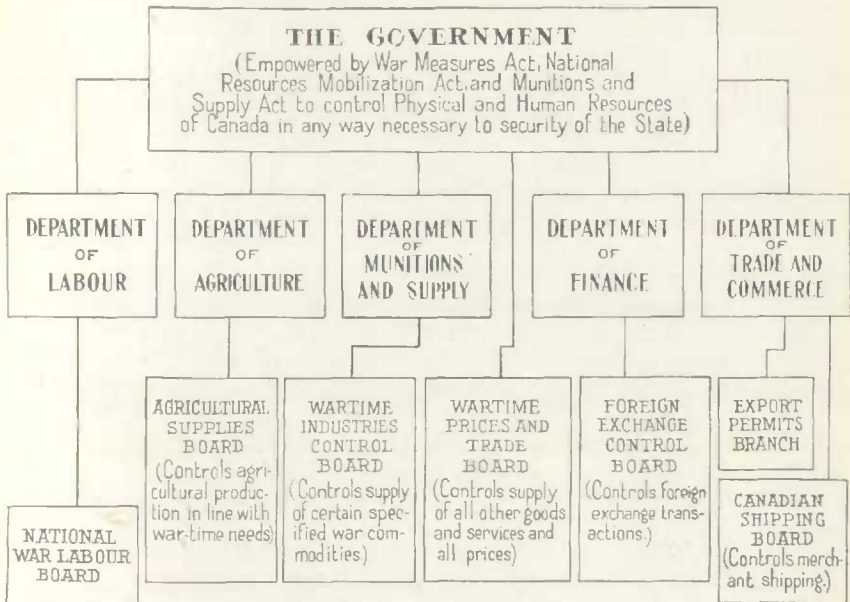 THE GOVERNMENT
(Empowered by War Measures Act, National
Resources Mobilization Act, and Munitions and
Supply Act to control Physical and Human Resources
of Canada in any way necessary to security of the State)
DEPARTMENT
OF
LABOUR
DEPARTMENT
OF
AGRICULTURE
DEPARTMENT
OF
MUNITIONS
AND SUPPLY
DEPARTMENT
OF
FINANCE
DEPARTMENT
OF
TRADE AND
COMMERCE
AGRICULTURAL
SUPPLIES
BOARD
(Controls agri-
cultural produc-
tion in line with
war-time needs)
WARTIME
INDUSTRIES
CONTROL
BOARD
(Controls supply
of certain spec-
ified war com-
modities.)
WARTIME
PRICES AND
TRADE
BOARD
(Controls supply
of all other goods
and services and
all prices)
FOREIGN
EXCHANGE
CONTROL
BOARD
(Controls foreign
exchange trans-
actions.)
EXPORT
PERMITS
BRANCH
NATIONAL
WAR LABOUR
BOARD
CANADIAN
SHIPPING
BOARD
(Controls merch-
ant shipping.)